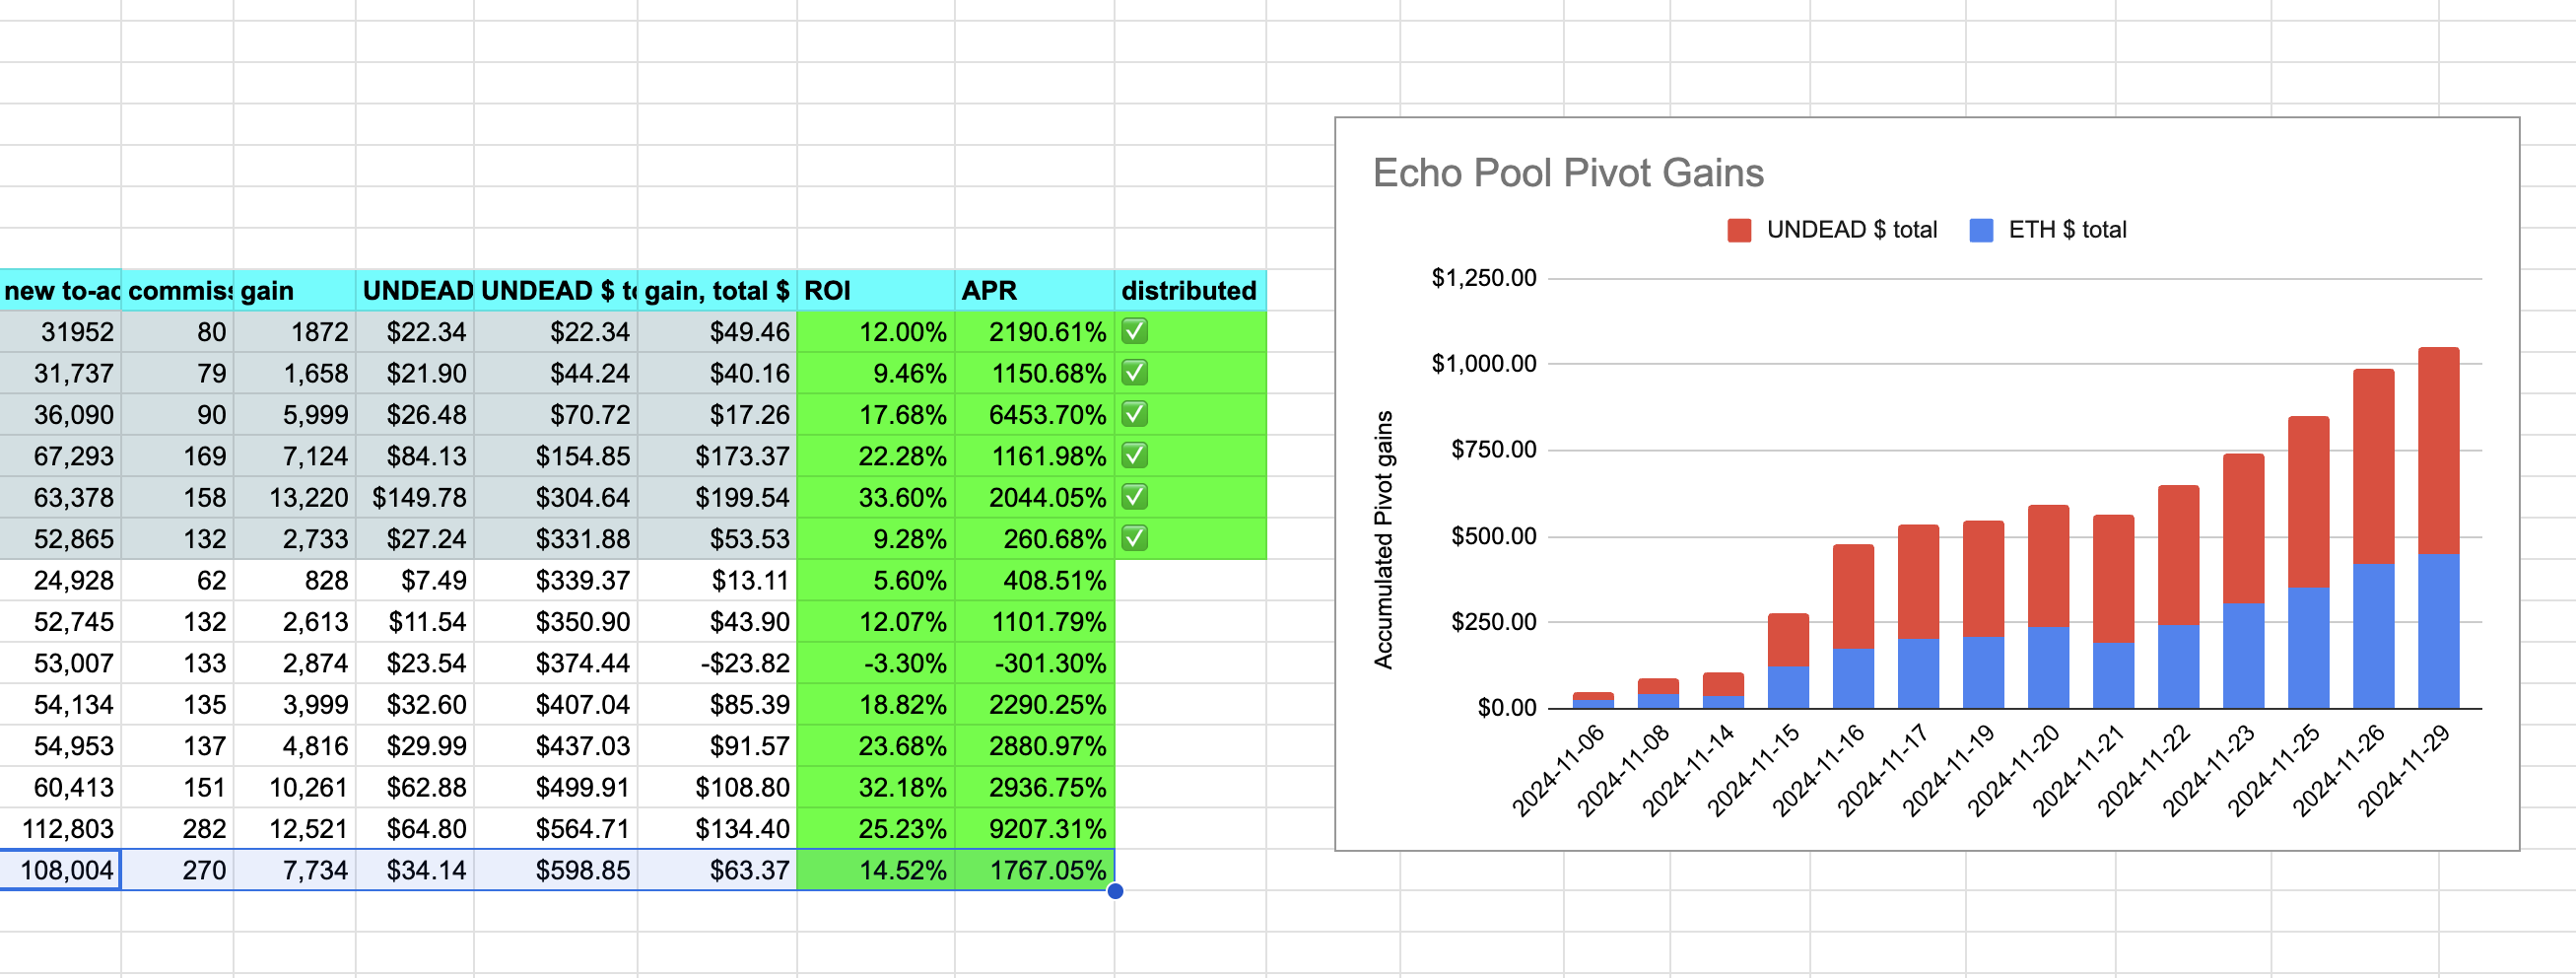 new to-ac commiss gain UNDEAD UNDEAD $ to gain, total $ ROI APR distributed
31952 80 1872 $22.34 $22.34 $49.46 12.00% 2190.61% ✅
31,737 79 1,658 $21.90 $44.24 $40.16 9.46% 1150.68% ✅
36,090 90 5,999 $26.48 $70.72 $17.26 17.68% 6453.70% ✅
67,293 169 7,124 $84.13 $154.85 $173.37 22.28% 1161.98% ✅
63,378 158 13,220 $149.78 $304.64 $199.54 33.60% 2044.05% ✅
52,865 132 2,733 $27.24 $331.88 $53.53 9.28% 260.68% ✅
24,928 62 828 $7.49 $339.37 $13.11 5.60% 408.51%
52,745 132 2,613 $11.54 $350.90 $43.90 12.07% 1101.79%
53,007 133 2,874 $23.54 $374.44 -$23.82 -3.30% -301.30%
54,134 135 3,999 $32.60 $407.04 $85.39 18.82% 2290.25%
54,953 137 4,816 $29.99 $437.03 $91.57 23.68% 2880.97%
60,413 151 10,261 $62.88 $499.91 $108.80 32.18% 2936.75%
112,803 282 12,521 $64.80 $564.71 $134.40 25.23% 9207.31%
108,004 270 7,734 $34.14 $598.85 $63.37 14.52% 1767.05%
Echo Pool Pivot Gains
UNDEAD $ total ETH $ total
Accumulated Pivot gains
$1,250.00
$1,000.00
$750.00
$500.00
$250.00
$0.00
2024-11-06
2024-11-08
2024-11-14
2024-11-15
2024-11-16
2024-11-17
2024-11-19
2024-11-20
2024-11-21
2024-11-22
2024-11-23
2024-11-25
2024-11-26
2024-11-29